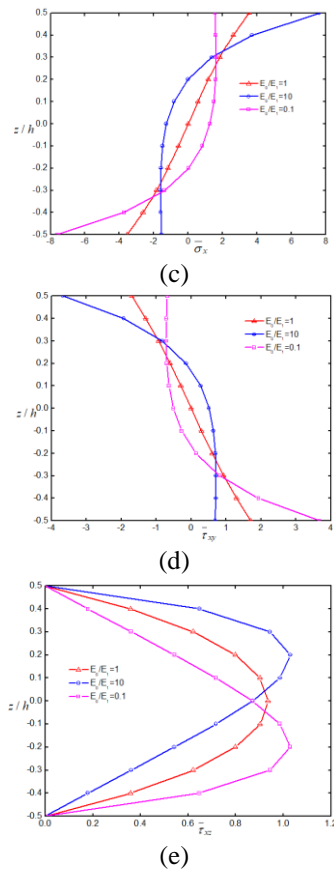 0.5
0.4
0.3
0.2
0.1
0.0
-0.1
-0.2
-0.3
-0.4
-0.5
z / h
E₀/E₁=1
E₀/E₁=10
E₀/E₁=0.1
-8 -6 -4 -2 0 2 4 6 8
σ̄ₓ
(c)
0.5
0.4
0.3
0.2
0.1
0.0
-0.1
-0.2
-0.3
-0.4
-0.5
z / h
E₀/E₁=1
E₀/E₁=10
E₀/E₁=0.1
-4 -3 -2 -1 0 1 2 3 4
τ̄xy
(d)
0.5
0.4
0.3
0.2
0.1
0.0
-0.1
-0.2
-0.3
-0.4
-0.5
z / h
E₀/E₁=1
E₀/E₁=10
E₀/E₁=0.1
0.0 0.2 0.4 0.6 0.8 1.0 1.2
τ̄xz
(e)